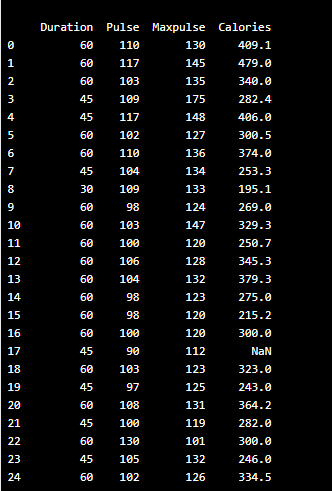 Duration Pulse Maxpulse Calories
0 60 110 130 409.1
1 60 117 145 479.0
2 60 103 135 340.0
3 45 109 175 282.4
4 45 117 148 406.0
5 60 102 127 300.5
6 60 110 136 374.0
7 45 104 134 253.3
8 30 109 133 195.1
9 60 98 124 269.0
10 60 103 147 329.3
11 60 100 120 250.7
12 60 106 128 345.3
13 60 104 132 379.3
14 60 98 123 275.0
15 60 98 120 215.2
16 60 100 120 300.0
17 45 90 112 NaN
18 60 103 123 323.0
19 45 97 125 243.0
20 60 108 131 364.2
21 45 100 119 282.0
22 60 130 101 300.0
23 45 105 132 246.0
24 60 102 126 334.5